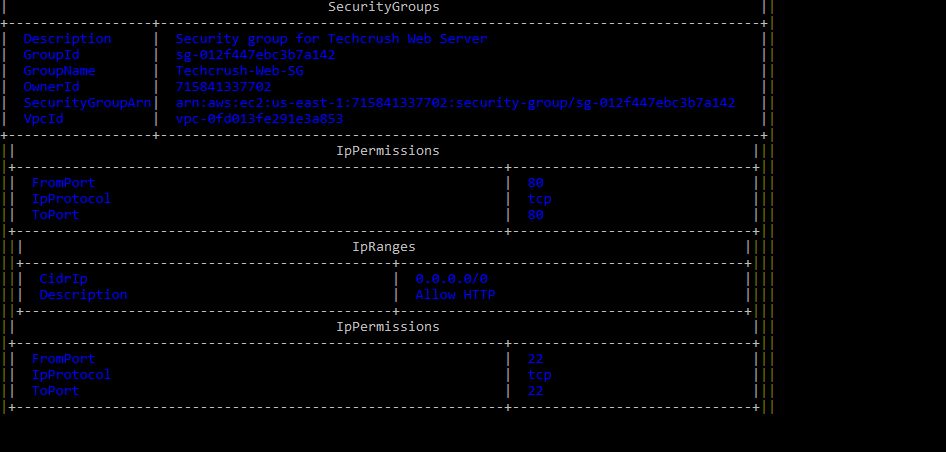 SecurityGroups
Description | Security group for Techcrush Web Server
GroupId | sg-012f447ebc3b7a142
GroupName | Techcrush-Web-SG
OwnerId | 715841337702
SecurityGroupArn| arn:aws:ec2:us-east-1:715841337702:security-group/sg-012f447ebc3b7a142
VpcId | vpc-0fd013fe291e3a853
IpPermissions
FromPort | 80
IpProtocol | tcp
ToPort | 80
IpRanges
CidrIp | 0.0.0.0/0
Description | Allow HTTP
IpPermissions
FromPort | 22
IpProtocol | tcp
ToPort | 22